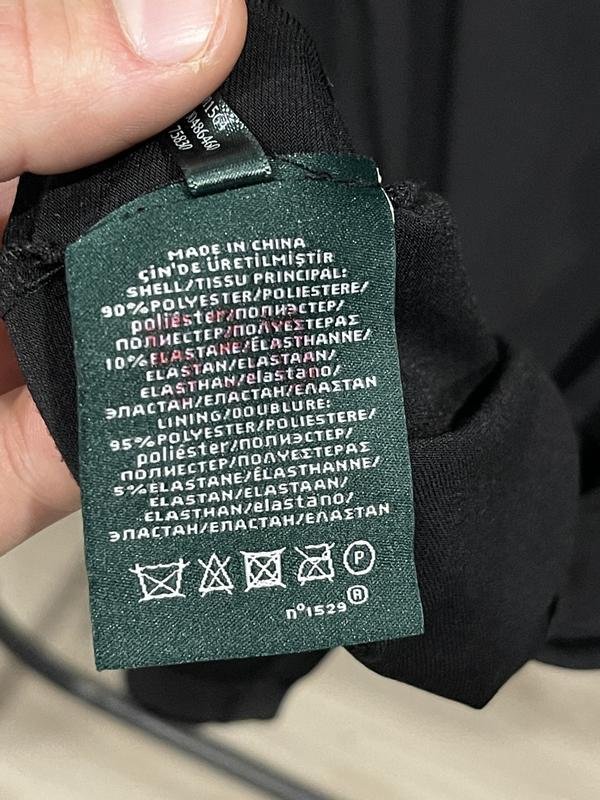 75830
MADE IN CHINA
ÇİN'DE ÜRETİLMİŞTİR
SHELL/TISSU PRINCIPAL:
90%POLYESTER/POLIESTERE/
poliéster/полиэстер/
ПОЛИЕСТЕР/ΠΟΛΥΕΣΤΕΡΑΣ
10%ELASTANE/ÉLASTHANNE/
ELASTAN/ELASTAAN/
ELASTHAN/elastano/
ЭЛАСТАН/ЕЛАСТАН/ΕΛΑΣΤΑΝ
LINING/DOUBLURE:
95%POLYESTER/POLIESTERE/
poliéster/полиэстер/
ПОЛИЕСТЕР/ΠΟΛΥΕΣΤΕΡΑΣ
5%ELASTANE/ÉLASTHANNE/
ELASTAN/ELASTAAN/
ELASTHAN/elastano/
ЭЛАСТАН/ЕЛАСТАН/ΕΛΑΣΤΑΝ
P
nº1529®